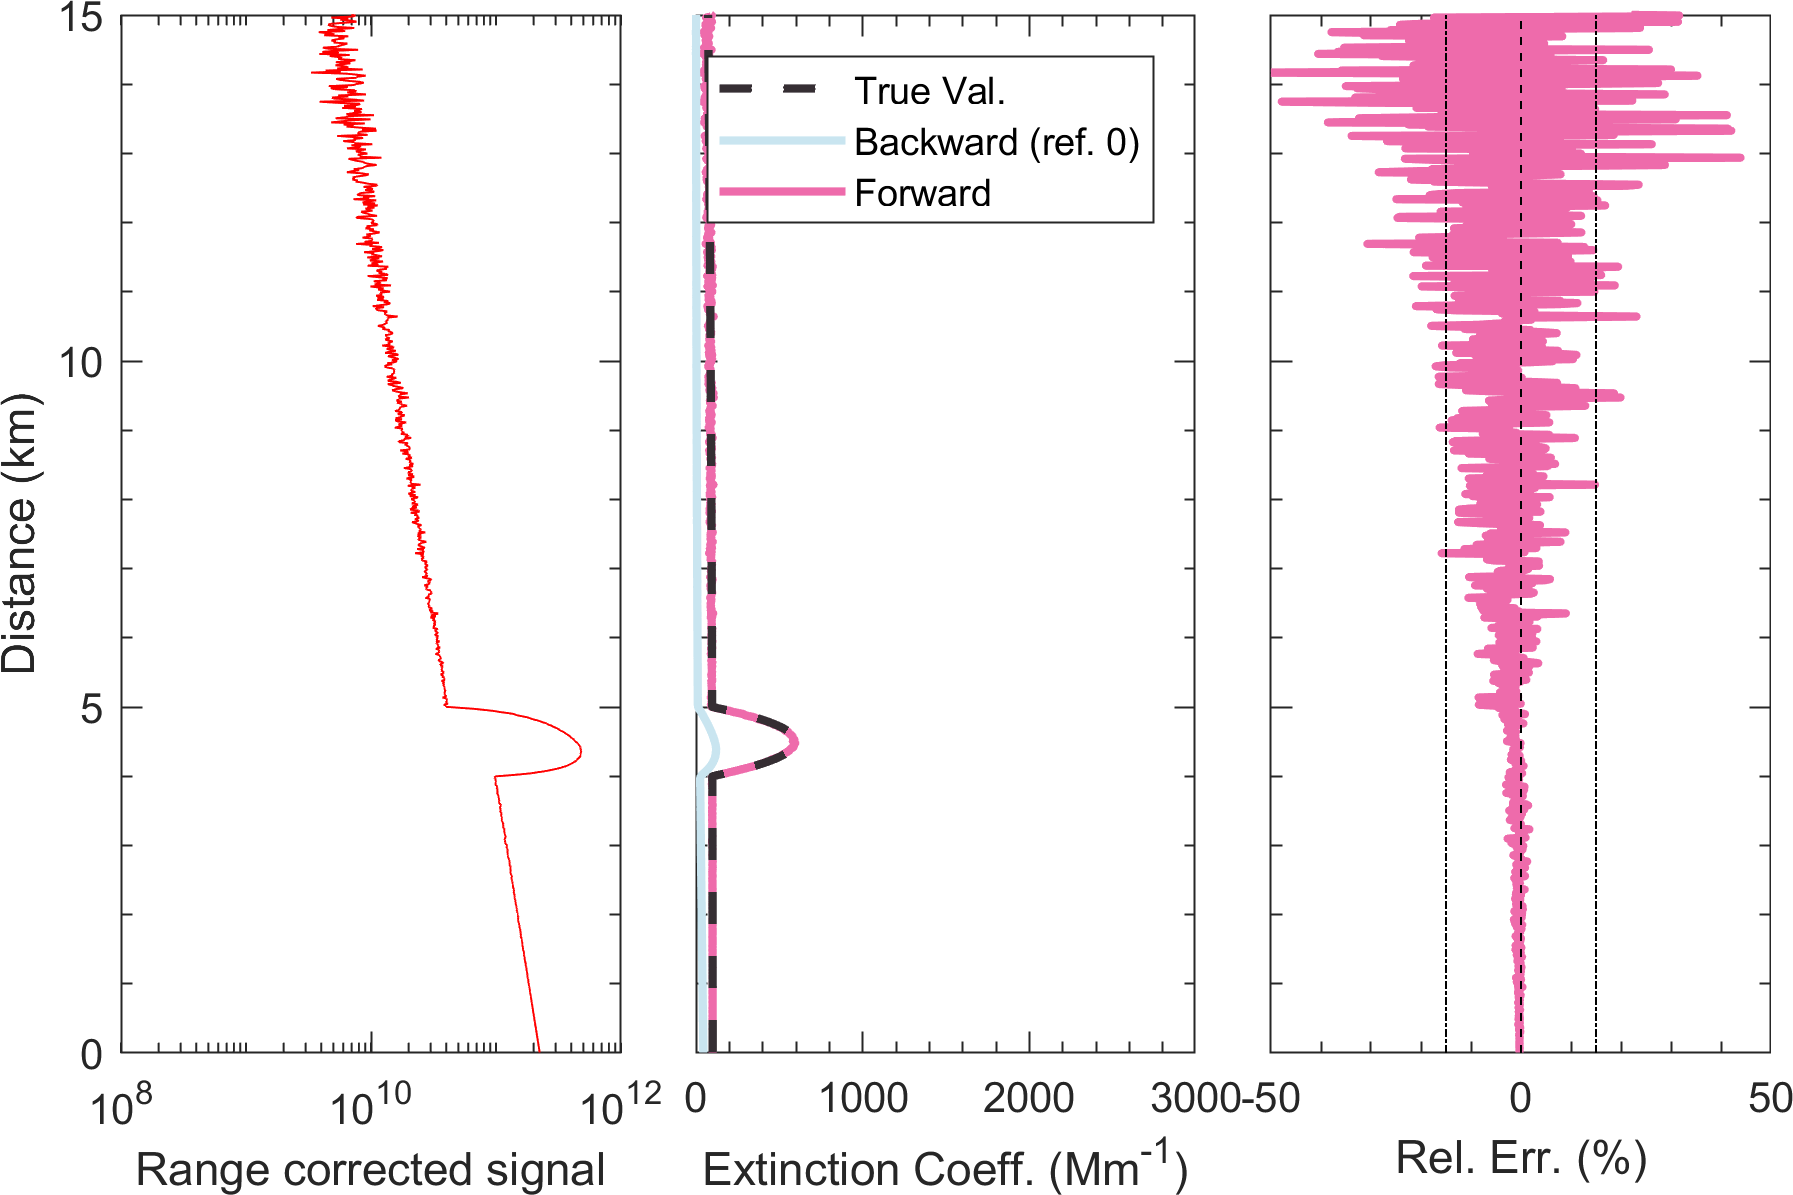 15
10
5
0
Distance (km)
10^8
10^10
10^12
Range corrected signal
True Val.
Backward (ref. 0)
Forward
0
1000
2000
3000
Extinction Coeff. (Mm^-1)
-50
0
50
Rel. Err. (%)